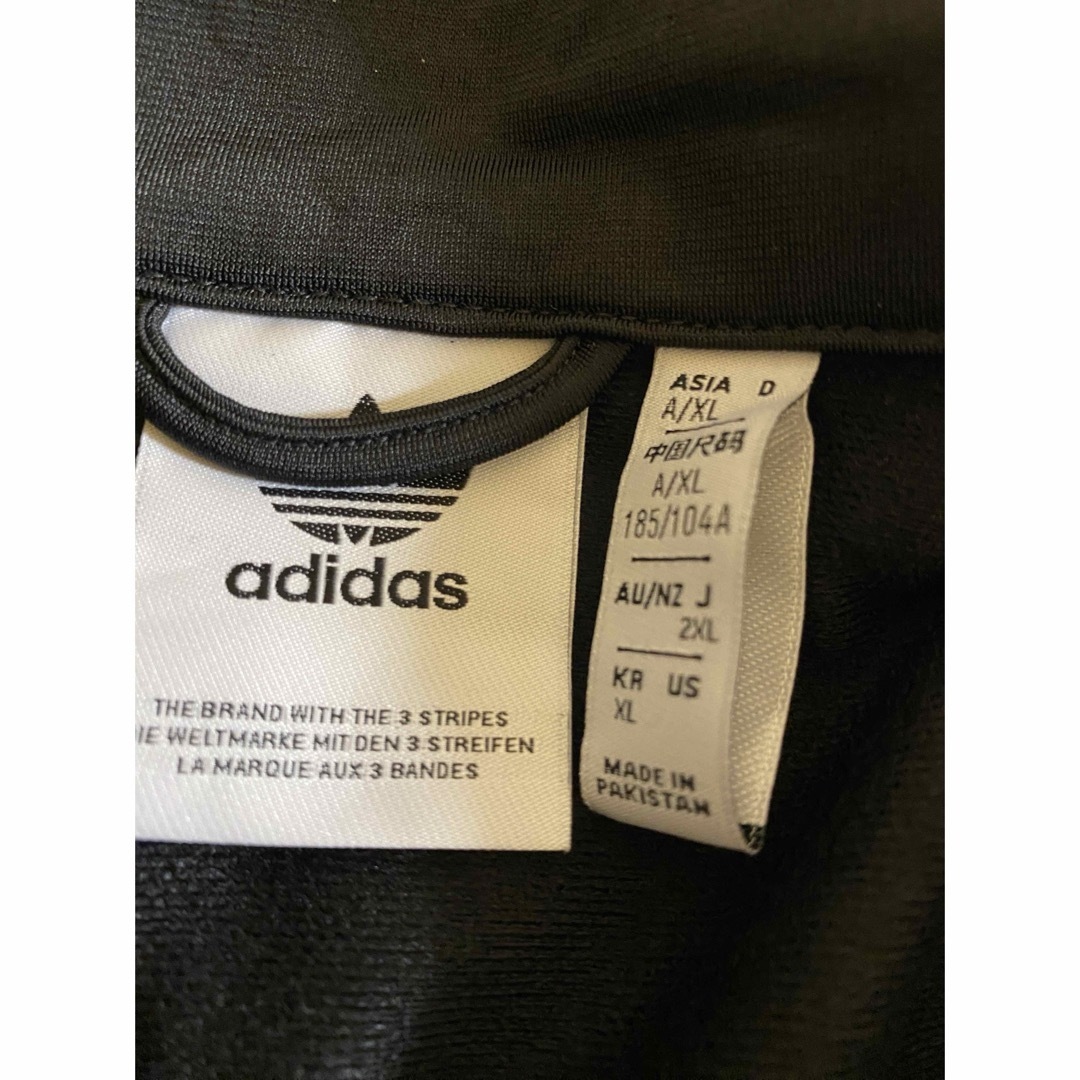 adidas
THE BRAND WITH THE 3 STRIPES
IE WELTMARKE MIT DEN 3 STREIFEN
LA MARQUE AUX 3 BANDES
ASIA D
A/XL
中国尺码
A/XL
185/104A
AU/NZ J
2XL
KR US
XL
MADE IN
PAKISTAN